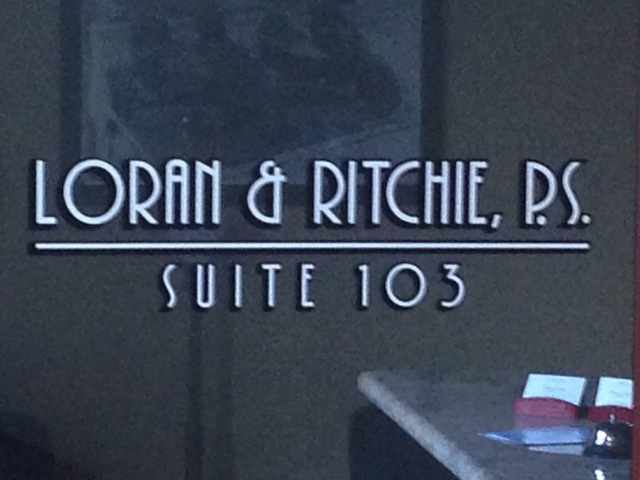 LORAN & RITCHIE, P.S.
SUITE 103